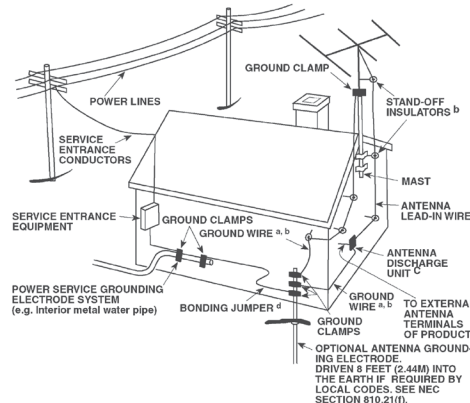 GROUND CLAMP
POWER LINES
STAND-OFF
INSULATORS b
SERVICE
ENTRANCE
CONDUCTORS
MAST
ANTENNA
LEAD-IN WIRE
SERVICE ENTRANCE
EQUIPMENT
GROUND CLAMPS
GROUND WIRE a, b
ANTENNA
DISCHARGE
UNIT C
POWER SERVICE GROUNDING
ELECTRODE SYSTEM
(e.g. Interior metal water pipe)
BONDING JUMPER d
GROUND
WIRE a, b
GROUND
CLAMPS
TO EXTERNA
ANTENNA
TERMINALS
OF PRODUCT
OPTIONAL ANTENNA GROUND-
ING ELECTRODE.
DRIVEN 8 FEET (2.44M) INTO
THE EARTH IF REQUIRED BY
LOCAL CODES. SEE NEC
SECTION 810.21(f).